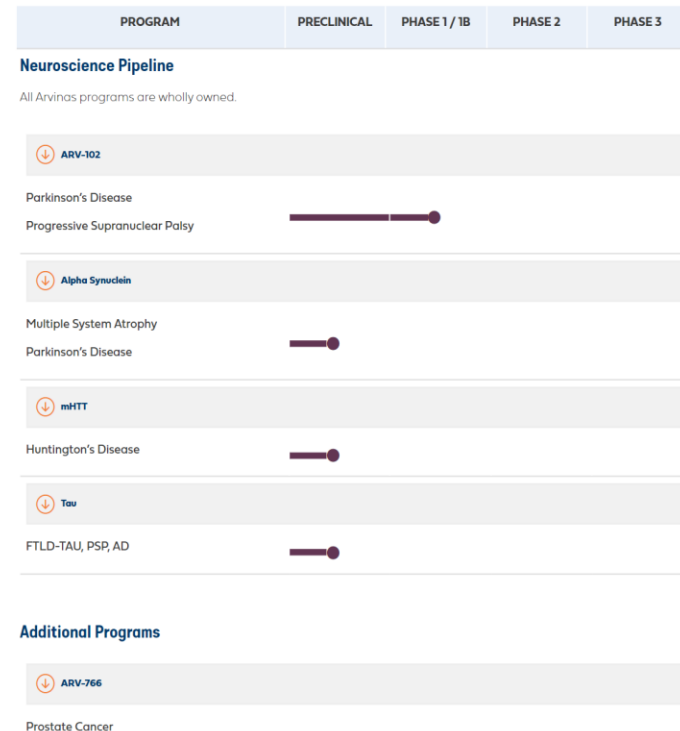 PROGRAM PRECLINICAL PHASE 1 / 1B PHASE 2 PHASE 3
Neuroscience Pipeline
All Arvinas programs are wholly owned.
ARV-102
Parkinson's Disease
Progressive Supranuclear Palsy
Alpha Synuclein
Multiple System Atrophy
Parkinson's Disease
mHTT
Huntington's Disease
Tau
FTLD-TAU, PSP, AD
Additional Programs
ARV-766
Prostate Cancer